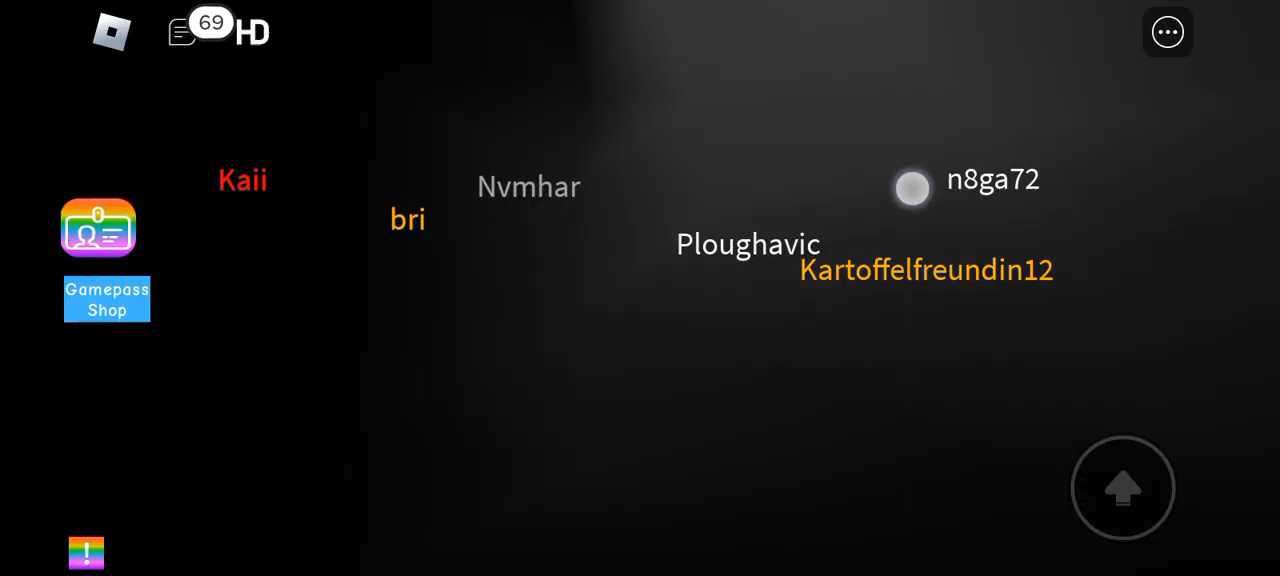 69
HD
Kaii
Nvmhar
n8ga72
bri
Ploughavic
Kartoffelfreundin12
Gamepass
Shop
!